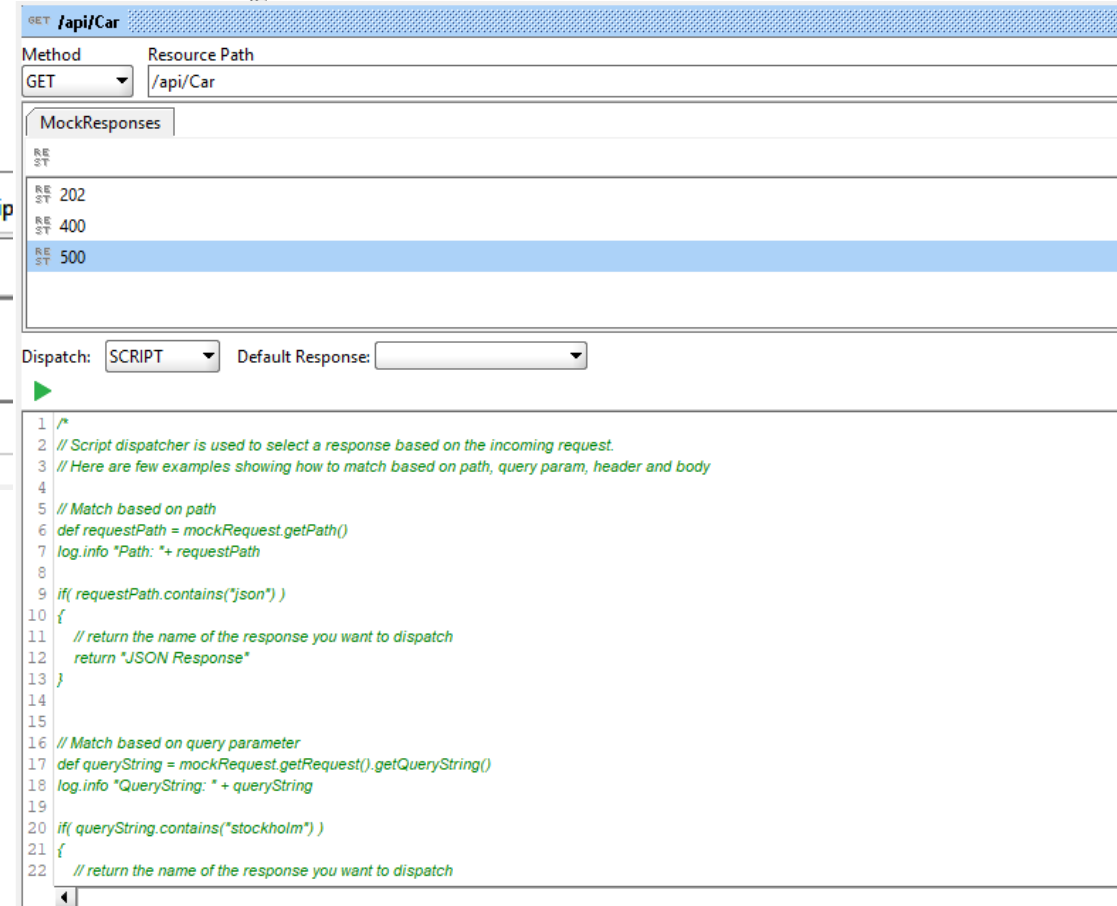 GET /api/Car
Method Resource Path
GET /api/Car
MockResponses
REST
REST 202
ip
REST 400
REST 500
Dispatch: SCRIPT Default Response:
1 /*
2 // Script dispatcher is used to select a response based on the incoming request.
3 // Here are few examples showing how to match based on path, query param, header and body
4
5 // Match based on path
6 def requestPath = mockRequest.getPath()
7 log.info "Path: "+ requestPath
8
9 if( requestPath.contains("json") )
10 {
11 // return the name of the response you want to dispatch
12 return "JSON Response"
13 }
14
15
16 // Match based on query parameter
17 def queryString = mockRequest.getRequest().getQueryString()
18 log.info "QueryString: " + queryString
19
20 if( queryString.contains("stockholm") )
21 {
22 // return the name of the response you want to dispatch